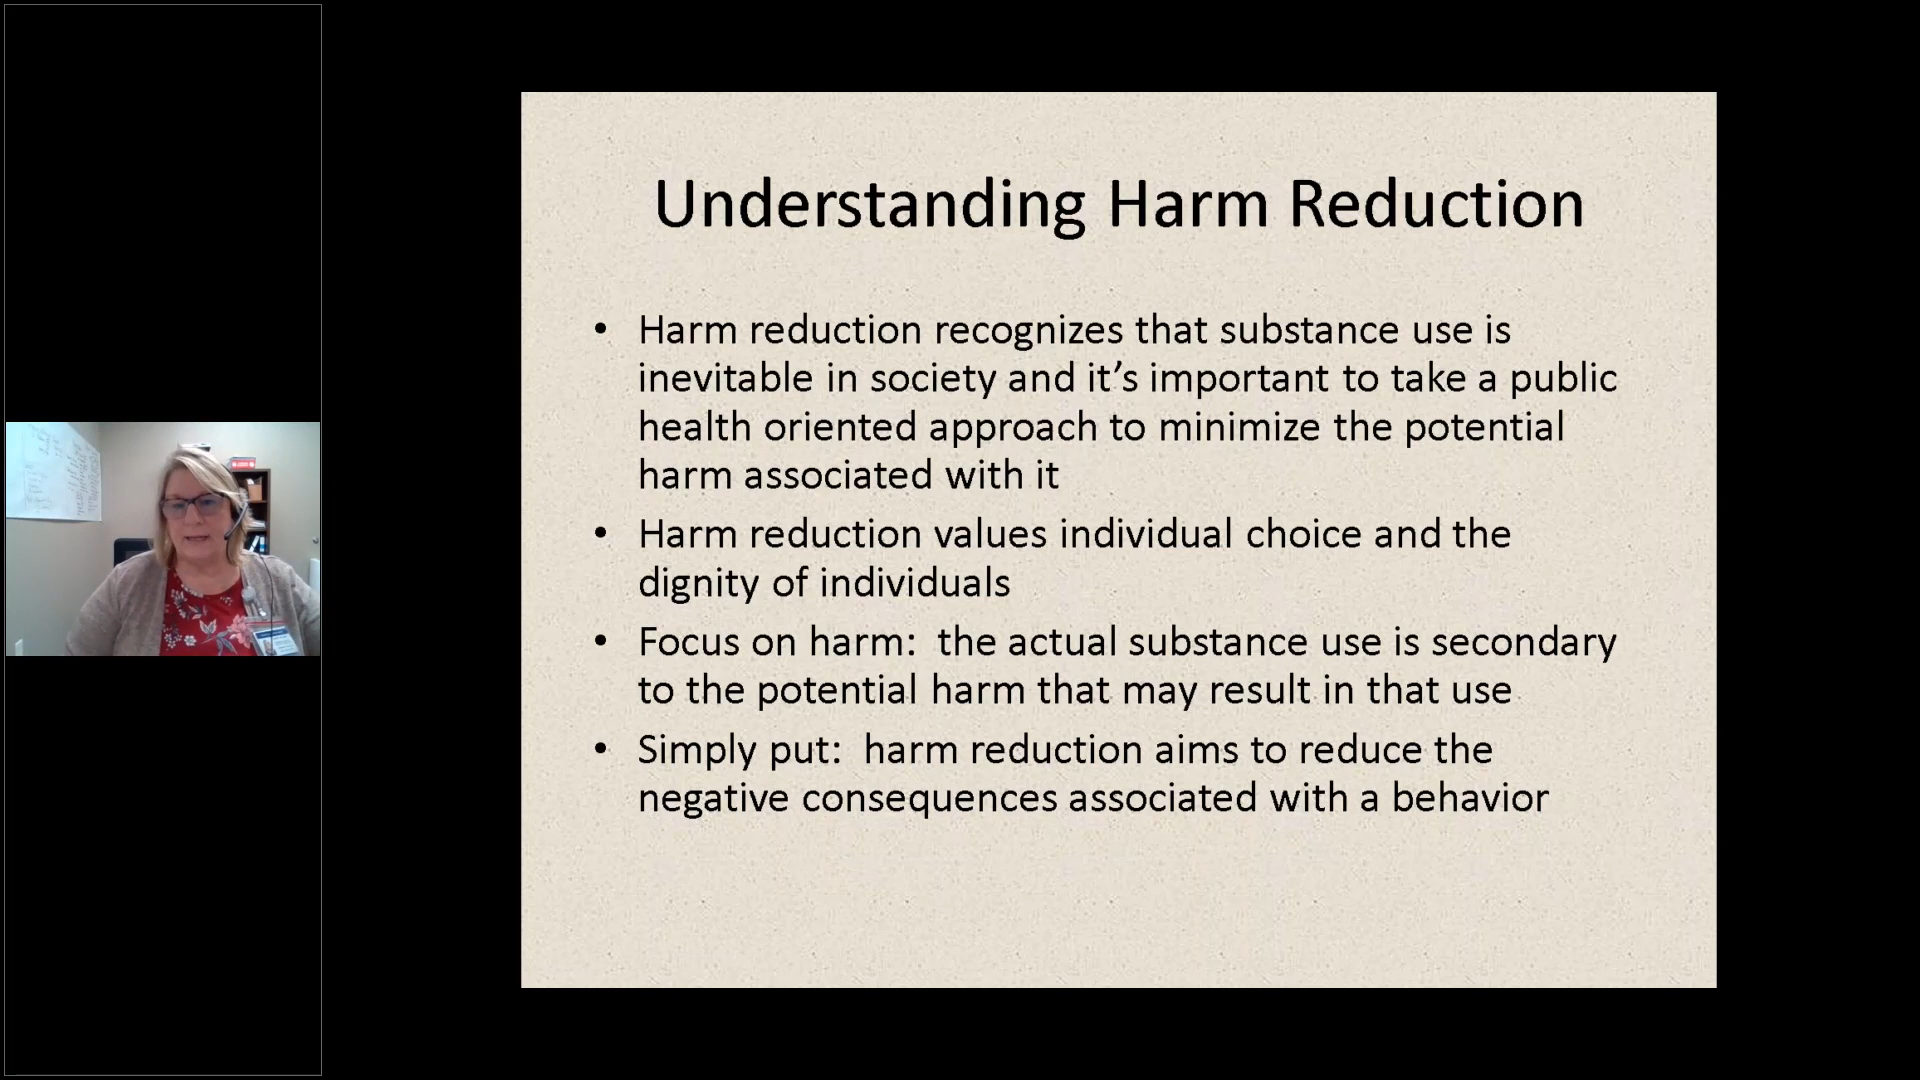 Understanding Harm Reduction
• Harm reduction recognizes that substance use is
inevitable in society and it's important to take a public
health oriented approach to minimize the potential
harm associated with it
• Harm reduction values individual choice and the
dignity of individuals
• Focus on harm:  the actual substance use is secondary
to the potential harm that may result in that use
• Simply put:  harm reduction aims to reduce the
negative consequences associated with a behavior